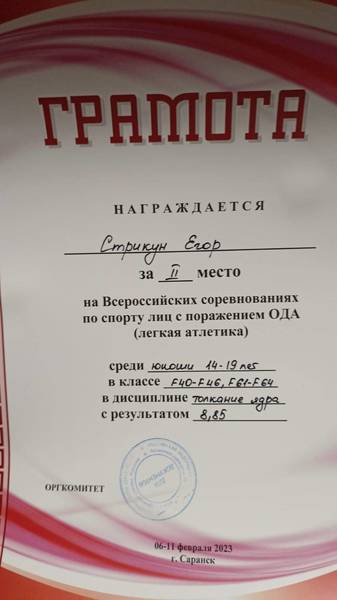 ГРАМОТА
НАГРАЖДАЕТСЯ
Стрикун Егор
за II место
на Всероссийских соревнованиях
по спорту лиц с поражением ОДА
(легкая атлетика)
среди юноши 14-19 лет
в классе F40-F46, F61-F64
в дисциплине толкание ядра
с результатом 8,85
ОРГКОМИТЕТ
06-11 февраля 2023
г. Саранск